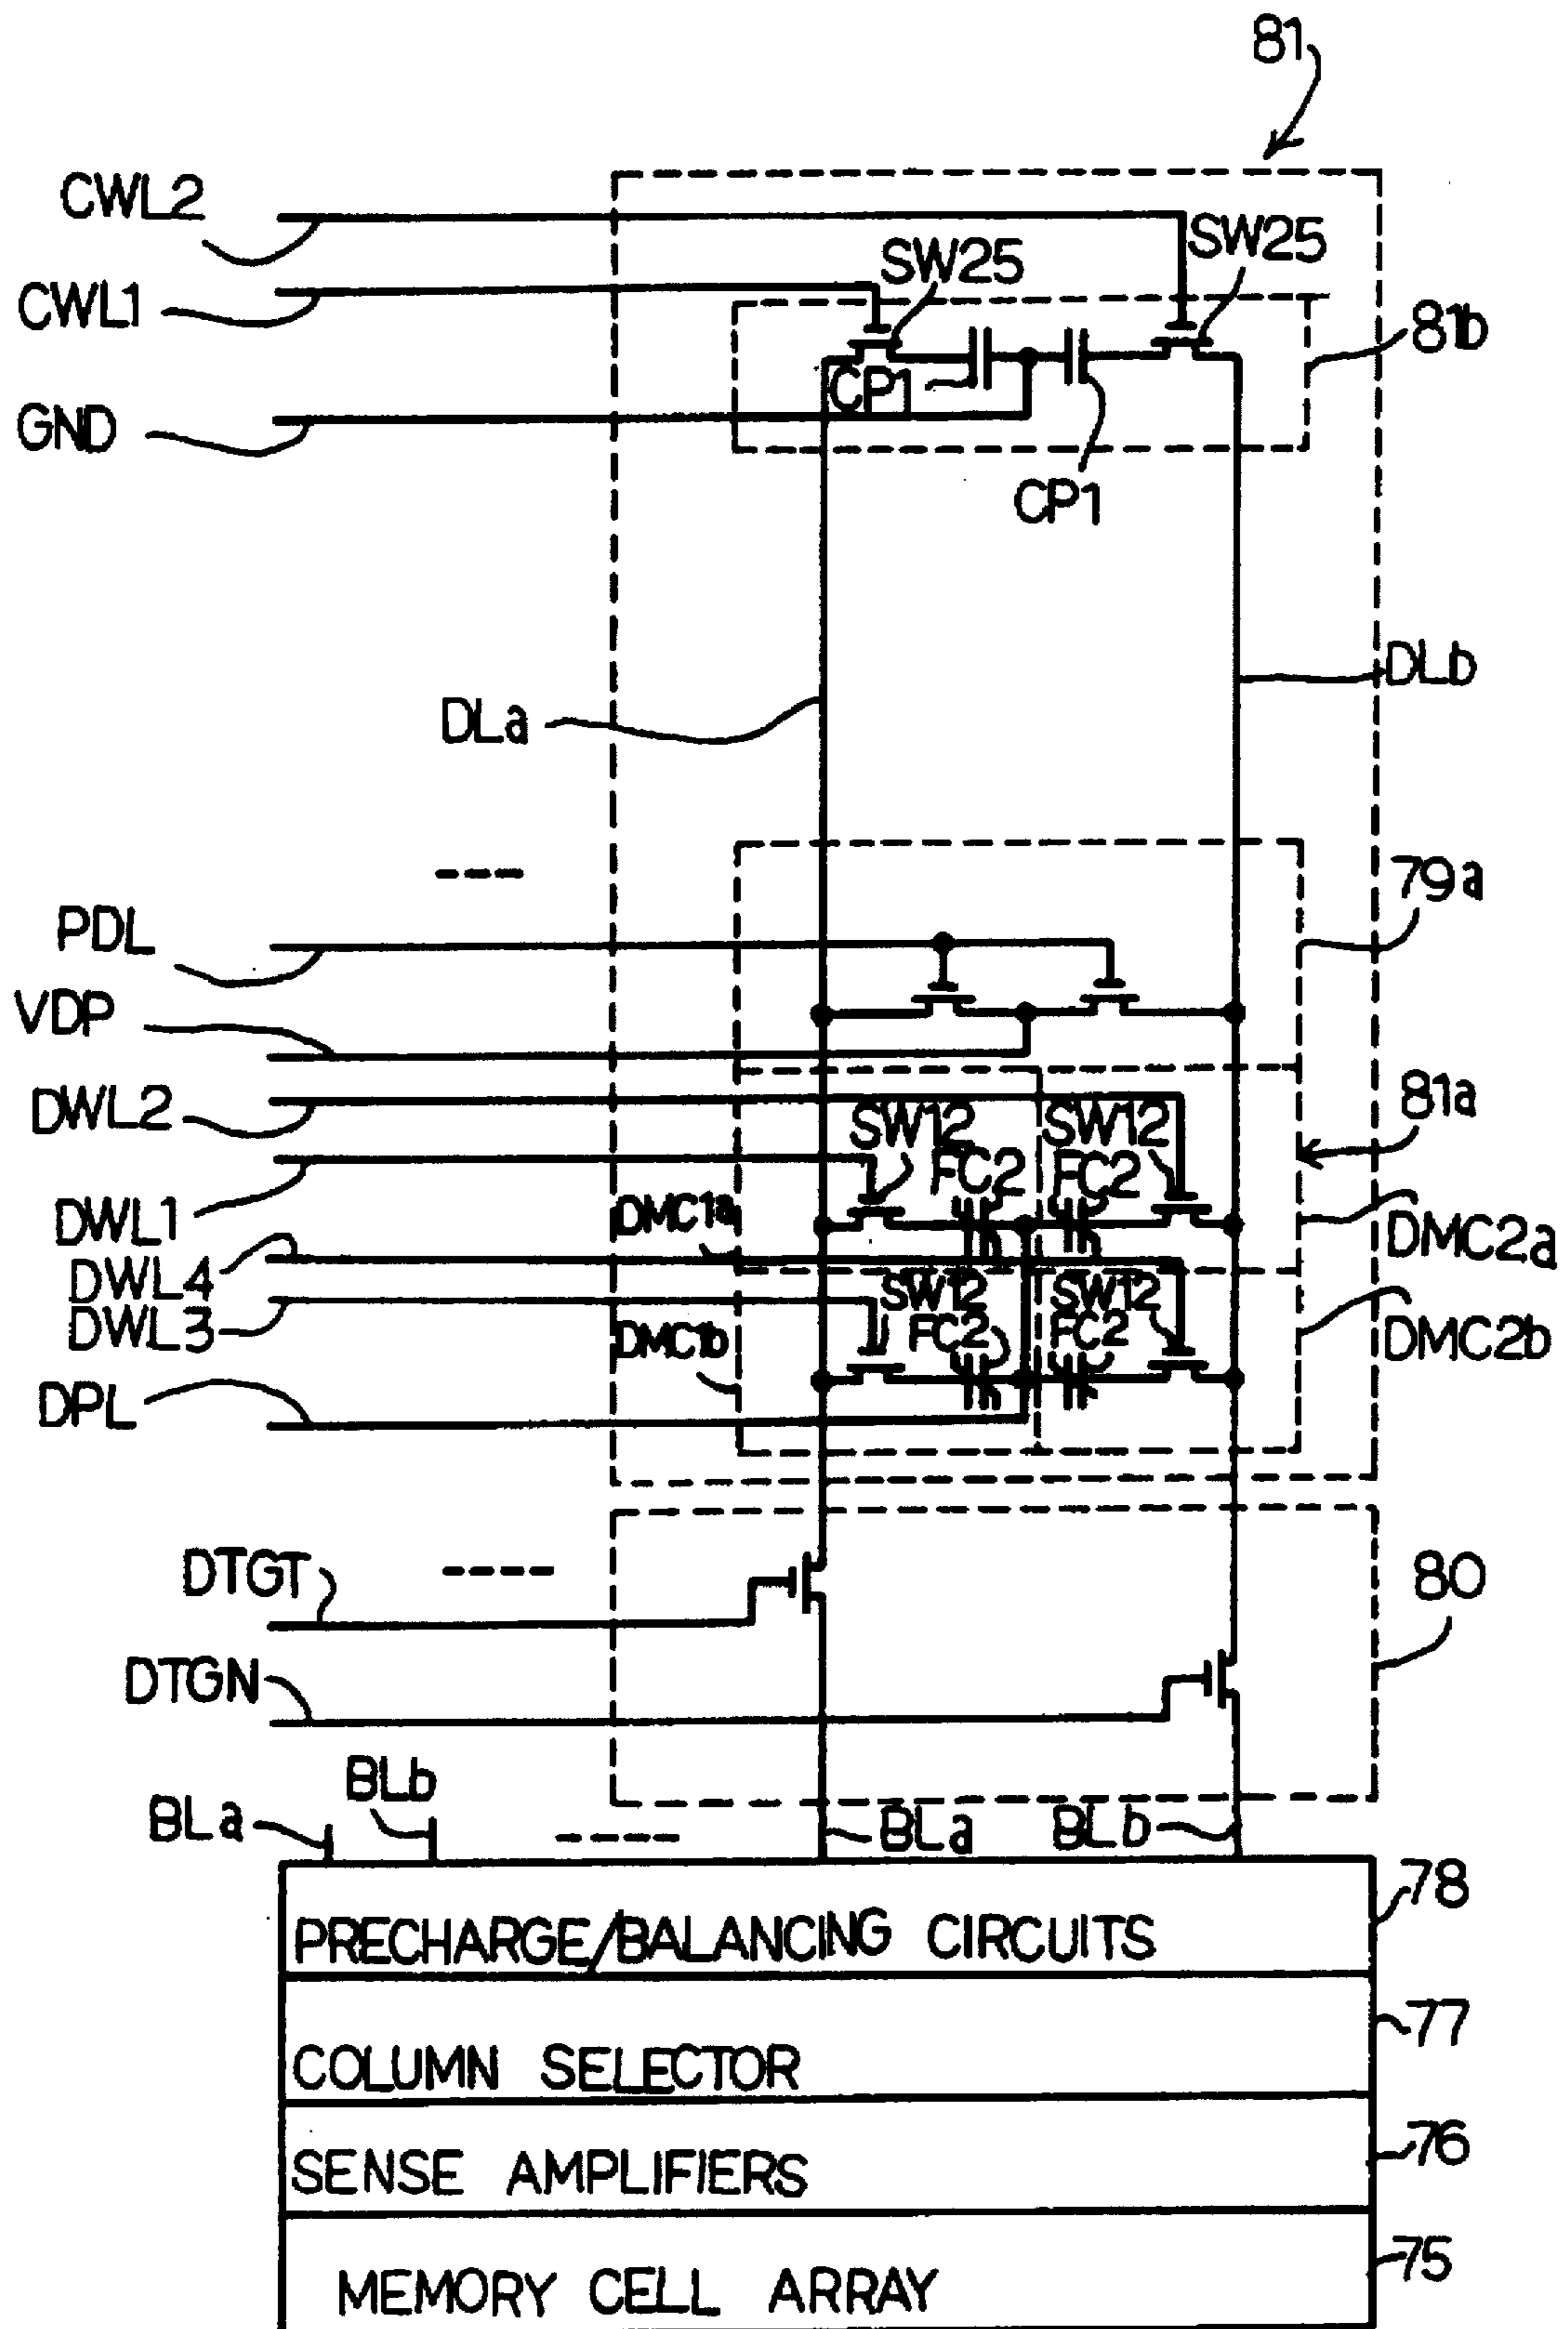 81
CWL2
SW25
SW25
CWL1
81b
CP1
GND
CP1
DLb
DLa
79a
PDL
VDP
81a
DWL2
SW12
SW12
FC2
FC2
DWL1
DMC1a
DMC2a
DWL4
SW12
SW12
DWL3
FC2
FC2
DMC1b
DMC2b
DPL
DTGT
80
DTGN
BLb
BLa
BLa
BLb
78
PRECHARGE/BALANCING CIRCUITS
77
COLUMN SELECTOR
76
SENSE AMPLIFIERS
75
MEMORY CELL ARRAY